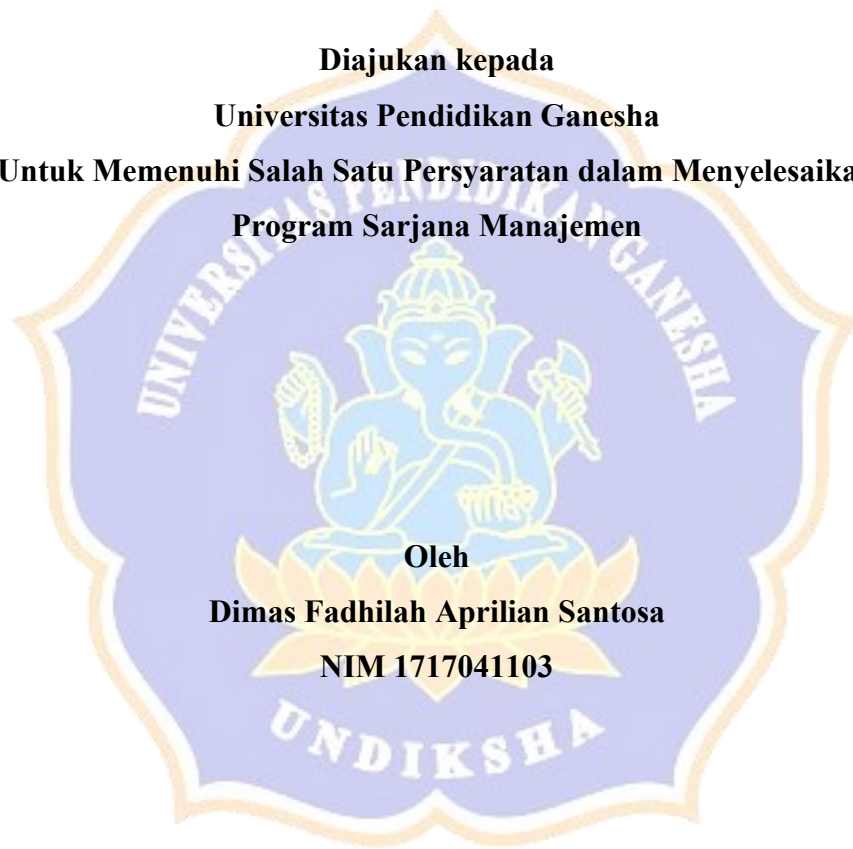 Diajukan kepada
Universitas Pendidikan Ganesha
Untuk Memenuhi Salah Satu Persyaratan dalam Menyelesaika
Program Sarjana Manajemen
UNIVERSITAS PENDIDIKAN GANESHA
Oleh
Dimas Fadhilah Aprilian Santosa
NIM 1717041103
UNDIKSHA